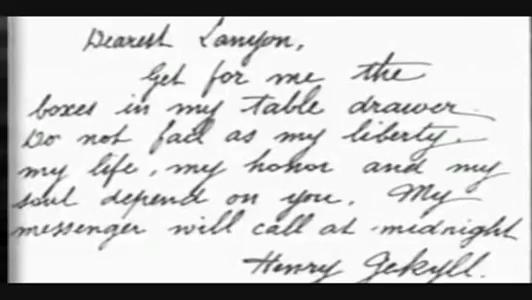 Dearest Lanyon,
Get for me the
boxes in my table drawer.
Do not fail as my liberty,
my life, my honor and my
soul depend on you. My
messenger will call at midnight
Henry Jekyll.